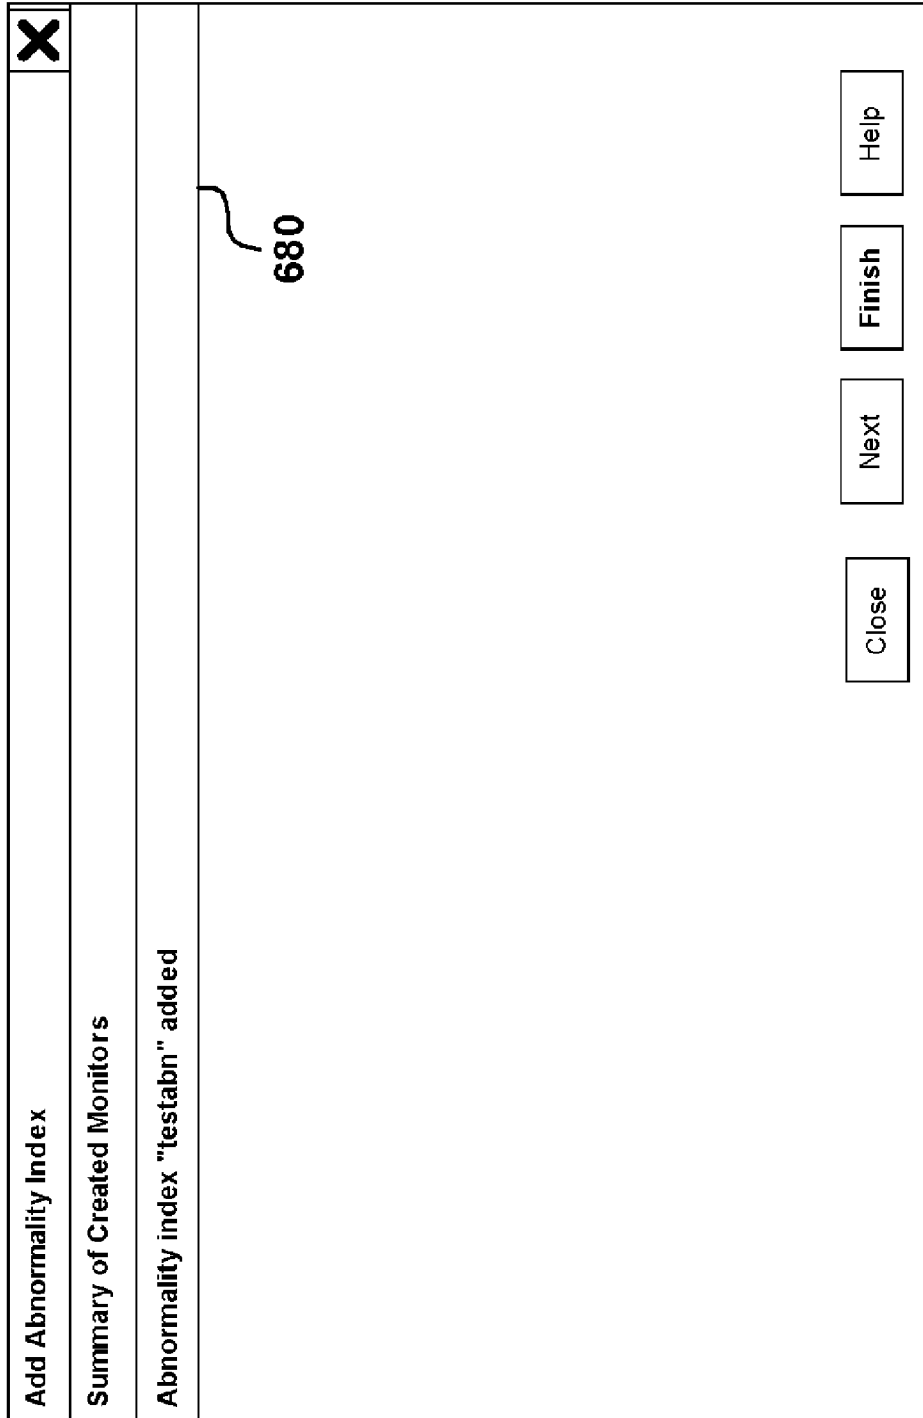 Add Abnormality Index
Summary of Created Monitors
Abnormality index "testabn" added
680
Close Next Finish Help